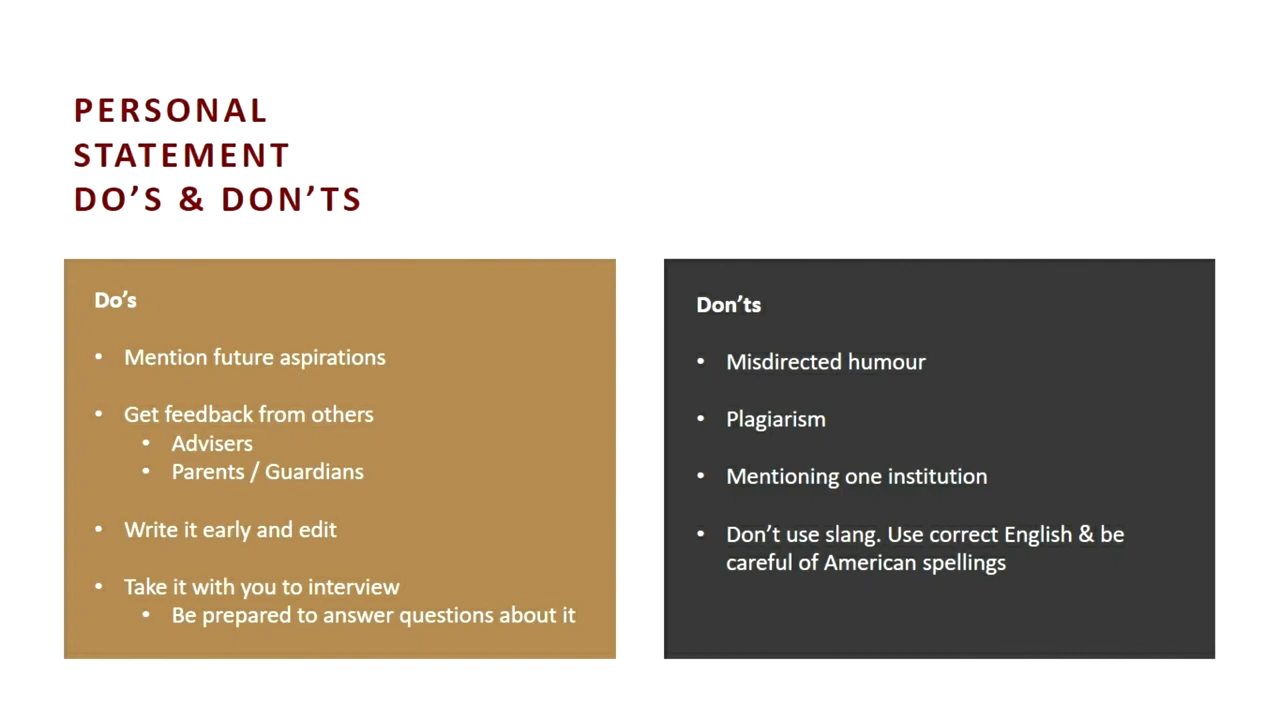 PERSONAL
STATEMENT
DO’S & DON’TS
Do’s
• Mention future aspirations
• Get feedback from others
• Advisers
• Parents / Guardians
• Write it early and edit
• Take it with you to interview
• Be prepared to answer questions about it
Don’ts
• Misdirected humour
• Plagiarism
• Mentioning one institution
• Don’t use slang. Use correct English & be
careful of American spellings